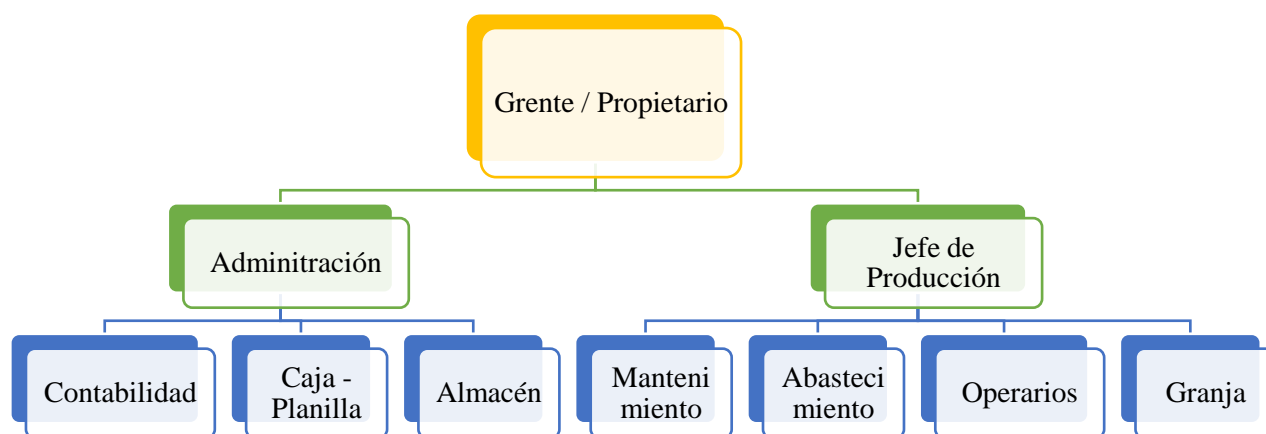 Grente / Propietario
Adminitración
Jefe de
Producción
Contabilidad
Caja -
Planilla
Almacén
Manteni
miento
Abasteci
miento
Operarios
Granja